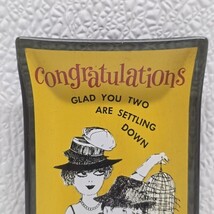 Congratulations
GLAD YOU TWO
ARE SETTLING
DOWN